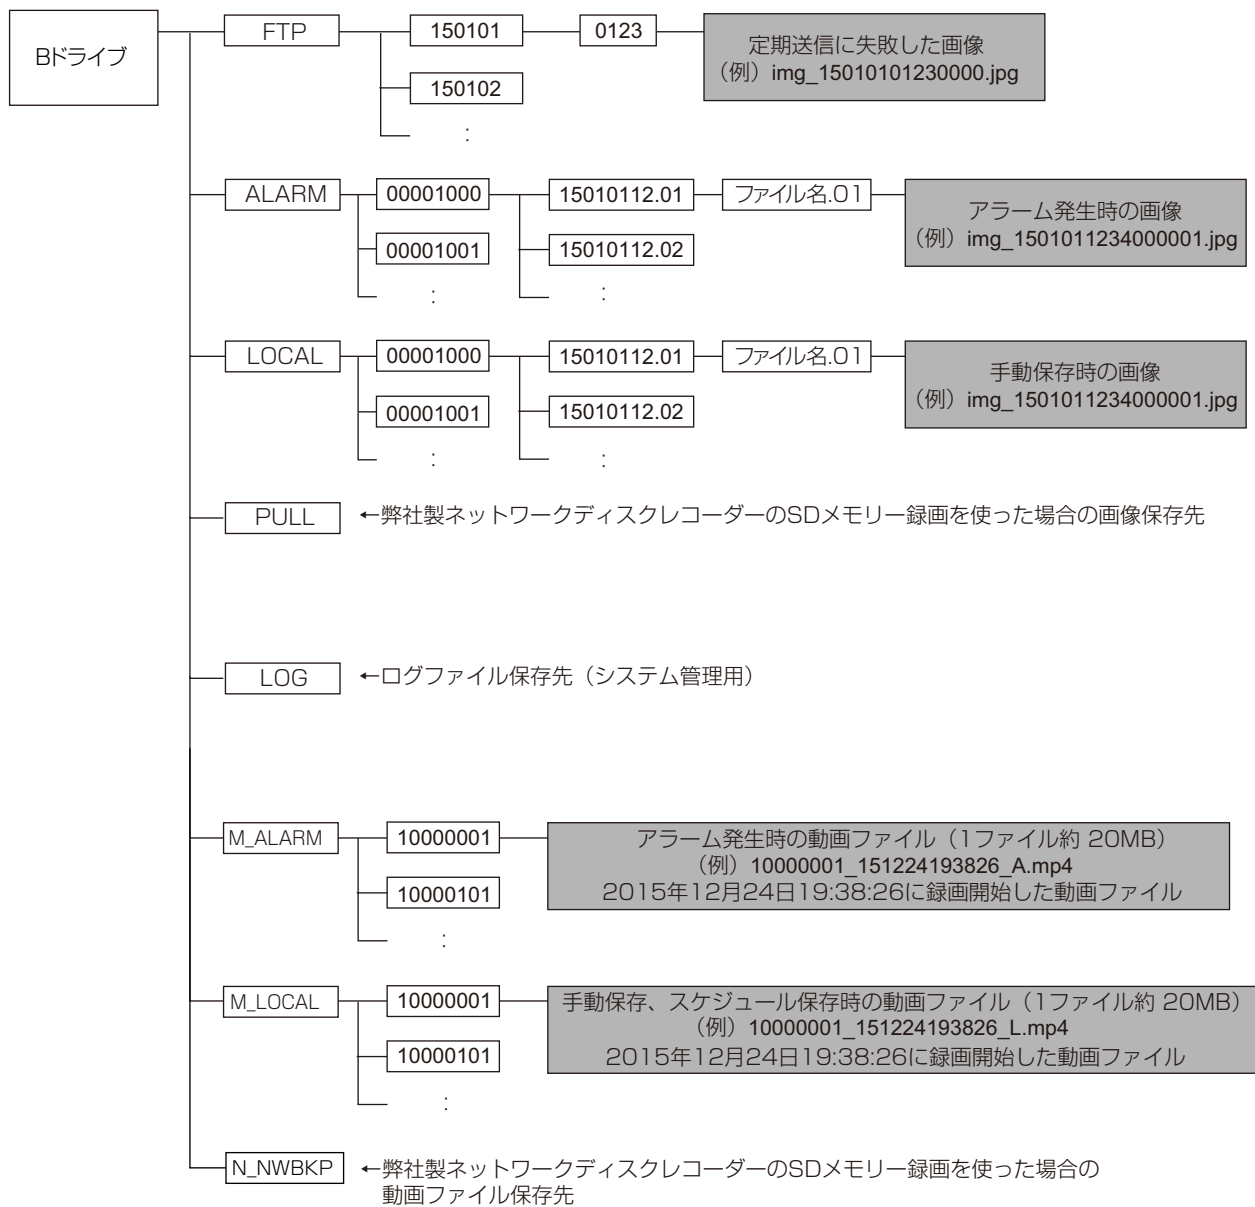 Bドライブ
FTP
150101
0123
定期送信に失敗した画像
（例）img_15010101230000.jpg
150102
:
ALARM
00001000
15010112.01
ファイル名.01
アラーム発生時の画像
（例）img_1501011234000001.jpg
00001001
15010112.02
:
:
LOCAL
00001000
15010112.01
ファイル名.01
手動保存時の画像
（例）img_1501011234000001.jpg
00001001
15010112.02
:
:
PULL
←弊社製ネットワークディスクレコーダーのSDメモリー録画を使った場合の画像保存先
LOG
←ログファイル保存先（システム管理用）
M_ALARM
10000001
アラーム発生時の動画ファイル（1ファイル約 20MB）
（例）10000001_151224193826_A.mp4
2015年12月24日19:38:26に録画開始した動画ファイル
10000101
:
M_LOCAL
10000001
手動保存、スケジュール保存時の動画ファイル（1ファイル約 20MB）
（例）10000001_151224193826_L.mp4
2015年12月24日19:38:26に録画開始した動画ファイル
10000101
:
N_NWBKP
←弊社製ネットワークディスクレコーダーのSDメモリー録画を使った場合の
動画ファイル保存先